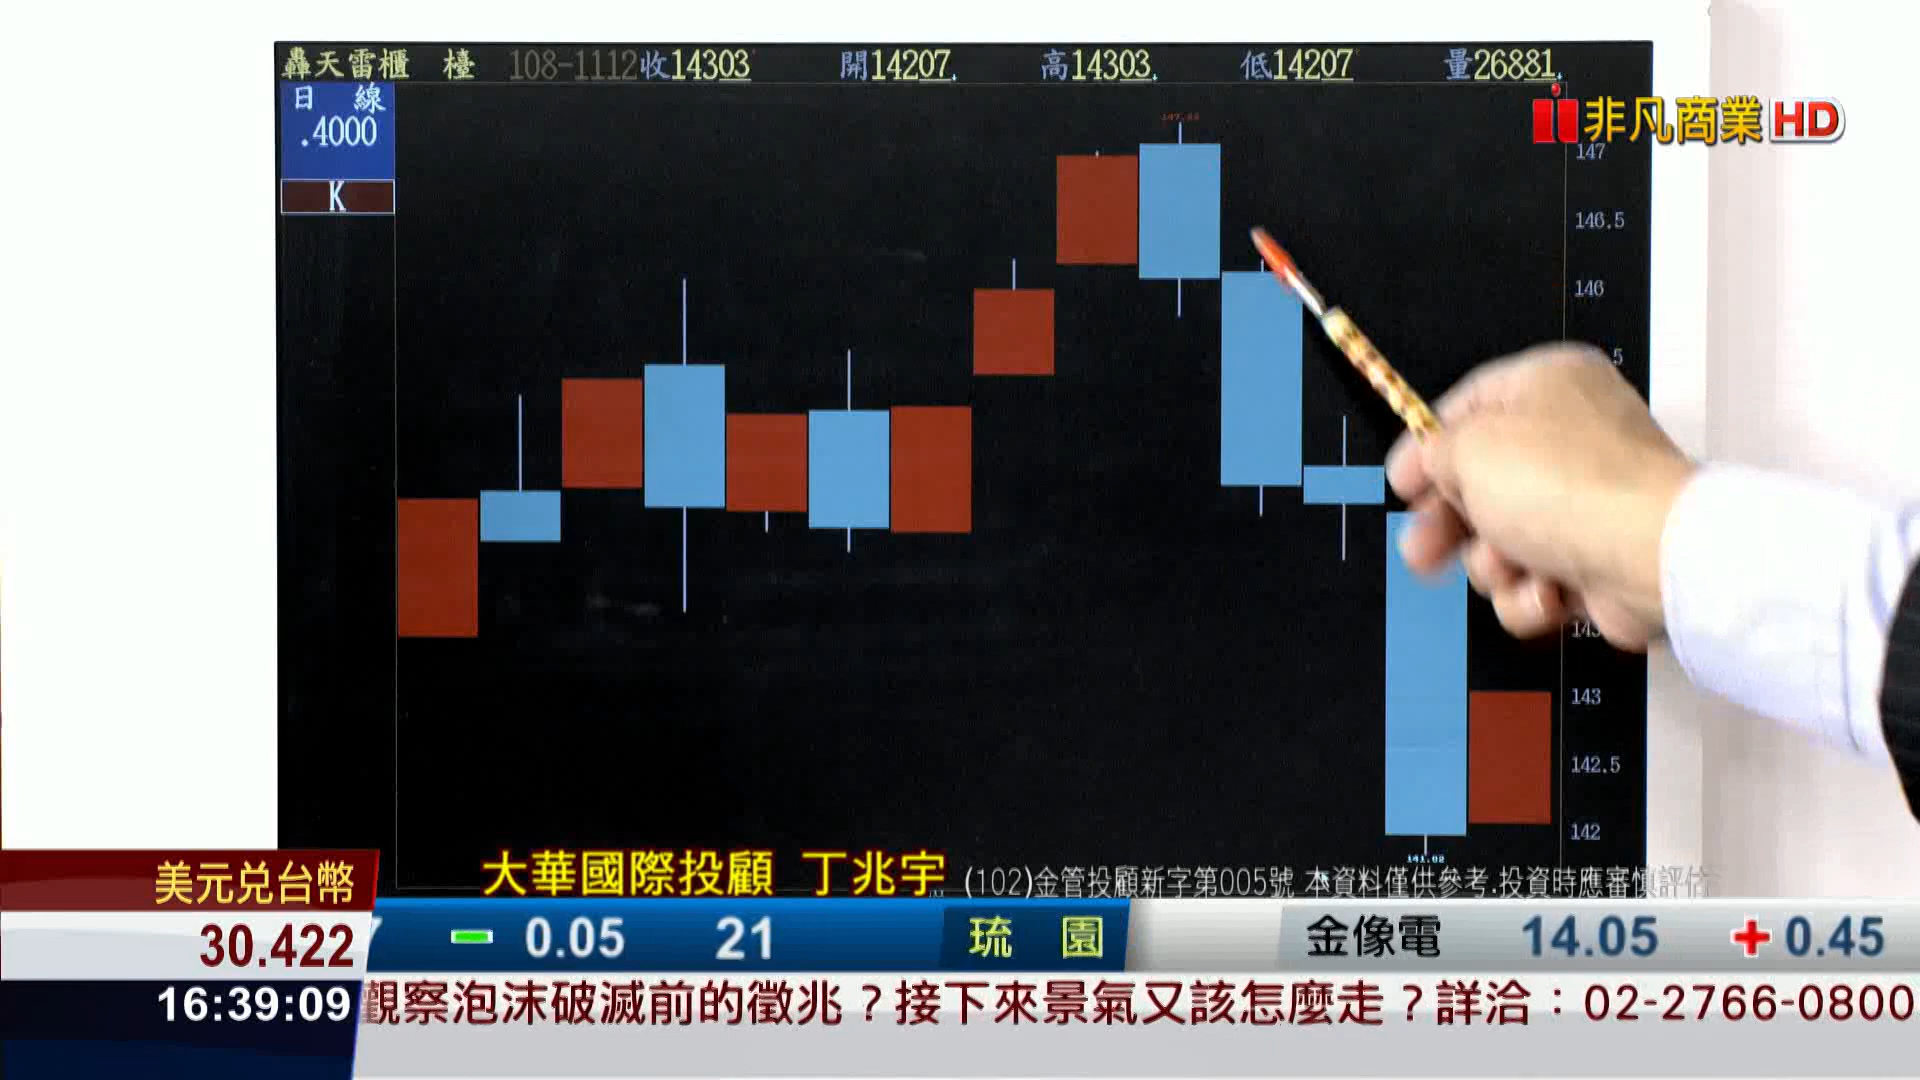 轟天雷櫃 檯 108-1112收14303 開14207. 高14303. 低14207 量26881.
日 線
.4000
K
非凡商業HD
147
146.5
146
143
142.5
142
141.02
大華國際投顧 丁兆宇
(102)金管投顧新字第005號 本資料僅供參考.投資時應審慎評估
美元兌台幣
30.422
0.05 21 琉 園 金像電 14.05 +0.45
16:39:09
觀察泡沫破滅前的徵兆？接下來景氣又該怎麼走？詳洽：02-2766-0800